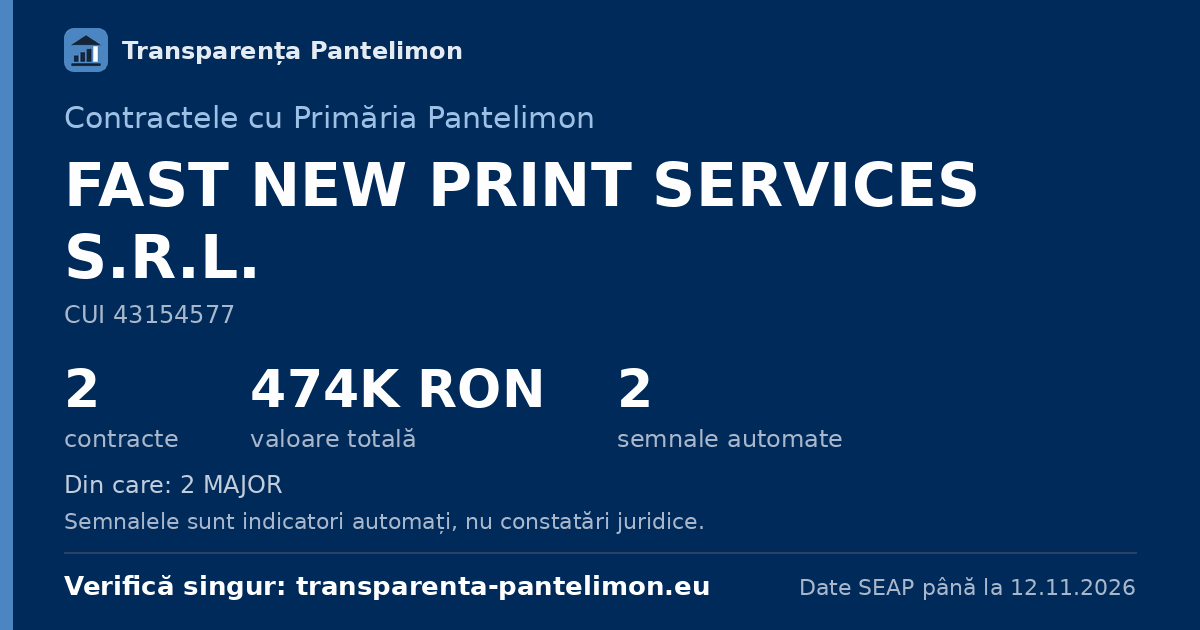 Transparența Pantelimon
Contractele cu Primăria Pantelimon
FAST NEW PRINT SERVICES
S.R.L.
CUI 43154577
2 474K RON 2
contracte valoare totală semnale automate
Din care: 2 MAJOR
Semnalele sunt indicatori automați, nu constatări juridice.
Verifică singur: transparenta-pantelimon.eu Date SEAP până la 12.11.2026